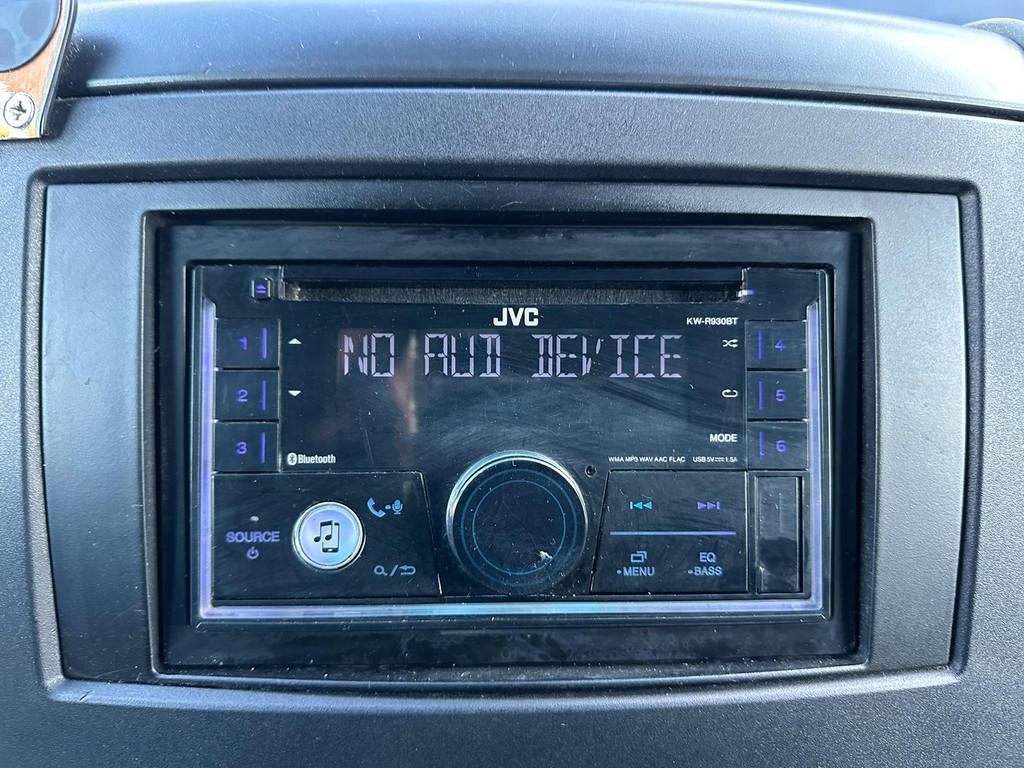 JVC
KW-R930BT
NO AUD DEVICE
1
2
3
4
5
6
MODE
Bluetooth
WMA MP3 WAV AAC FLAC USB 5V⎓1.5A
SOURCE
MENU
EQ
BASS